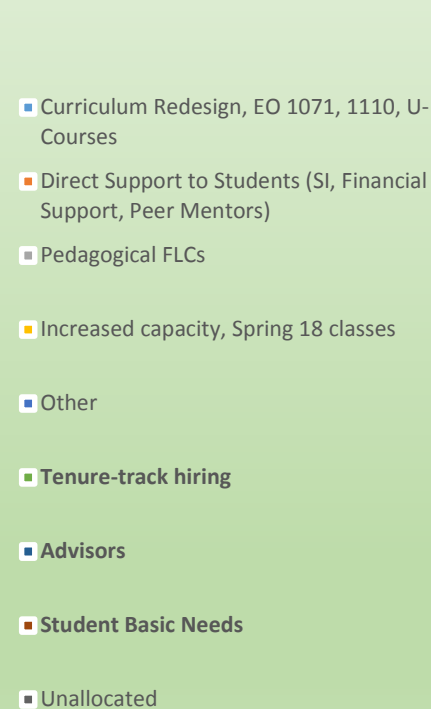 Curriculum Redesign, EO 1071, 1110, U-
Courses
Direct Support to Students (SI, Financial
Support, Peer Mentors)
Pedagogical FLCs
Increased capacity, Spring 18 classes
Other
Tenure-track hiring
Advisors
Student Basic Needs
Unallocated